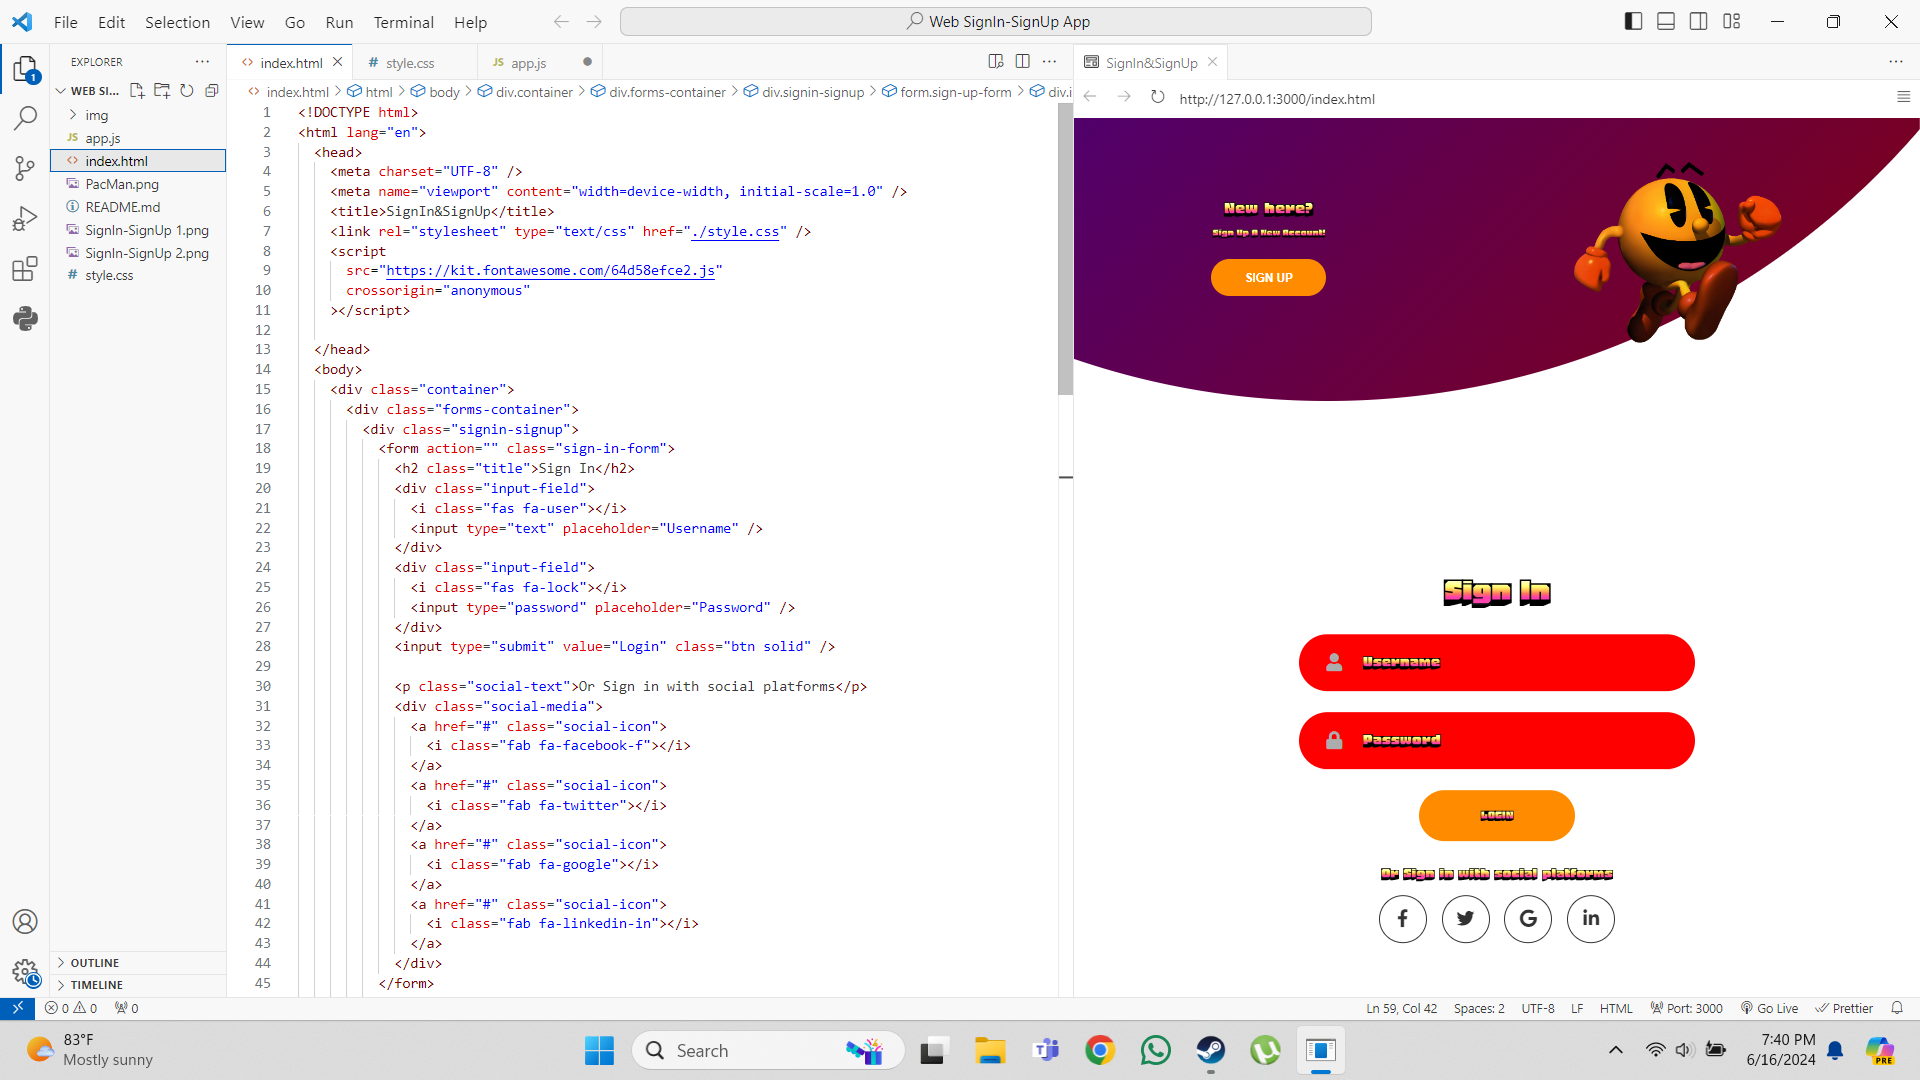 File Edit Selection View Go Run Terminal Help
Web SignIn-SignUp App
EXPLORER
1
WEB SI...
img
JS app.js
index.html
PacMan.png
README.md
SignIn-SignUp 1.png
SignIn-SignUp 2.png
# style.css
OUTLINE
TIMELINE
<> index.html
# style.css
JS app.js
<> index.html > html > body > div.container > div.forms-container > div.signin-signup > form.sign-up-form > div.i
1 <!DOCTYPE html>
2 <html lang="en">
3 <head>
4 <meta charset="UTF-8" />
5 <meta name="viewport" content="width=device-width, initial-scale=1.0" />
6 <title>SignIn&SignUp</title>
7 <link rel="stylesheet" type="text/css" href="./style.css" />
8 <script
9 src="https://kit.fontawesome.com/64d58efce2.js"
10 crossorigin="anonymous"
11 ></script>
12
13 </head>
14 <body>
15 <div class="container">
16 <div class="forms-container">
17 <div class="signin-signup">
18 <form action="" class="sign-in-form">
19 <h2 class="title">Sign In</h2>
20 <div class="input-field">
21 <i class="fas fa-user"></i>
22 <input type="text" placeholder="Username" />
23 </div>
24 <div class="input-field">
25 <i class="fas fa-lock"></i>
26 <input type="password" placeholder="Password" />
27 </div>
28 <input type="submit" value="Login" class="btn solid" />
29
30 <p class="social-text">Or Sign in with social platforms</p>
31 <div class="social-media">
32 <a href="#" class="social-icon">
33 <i class="fab fa-facebook-f"></i>
34 </a>
35 <a href="#" class="social-icon">
36 <i class="fab fa-twitter"></i>
37 </a>
38 <a href="#" class="social-icon">
39 <i class="fab fa-google"></i>
40 </a>
41 <a href="#" class="social-icon">
42 <i class="fab fa-linkedin-in"></i>
43 </a>
44 </div>
45 </form>
SignIn&SignUp
http://127.0.0.1:3000/index.html
New here?
Sign Up A New Account!
SIGN UP
Sign In
Username
Password
LOGIN
Or Sign in with social platforms
0 0 0
Ln 59, Col 42 Spaces: 2 UTF-8 LF HTML Port: 3000 Go Live Prettier
83°F
Mostly sunny
Search
7:40 PM
6/16/2024
PRE